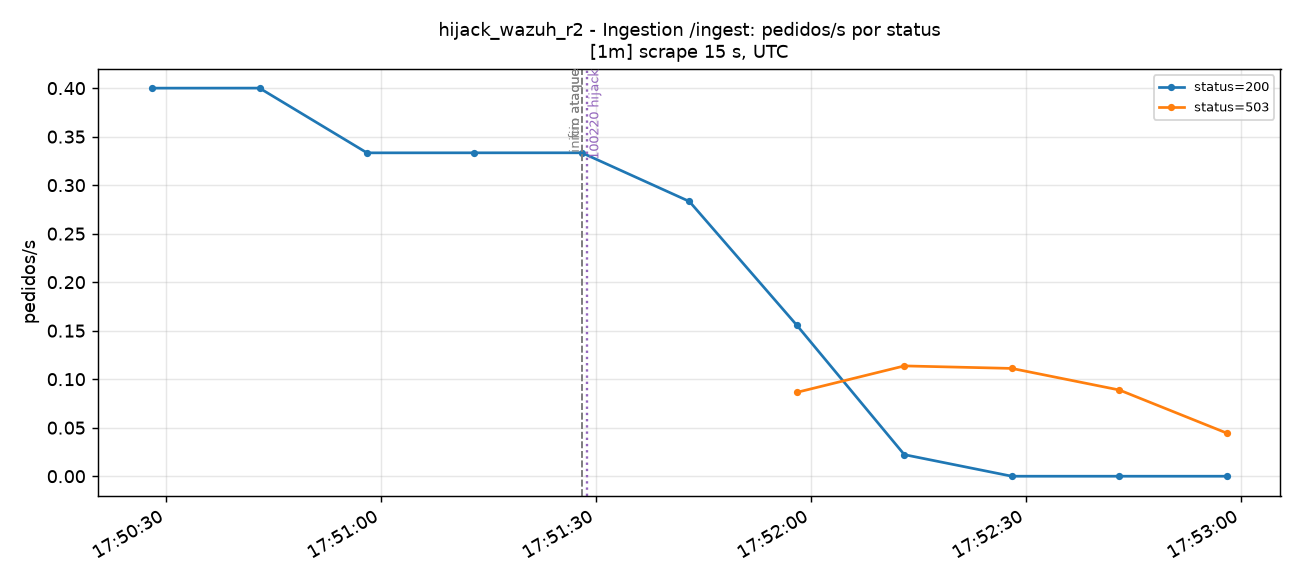 hijack_wazuh_r2 - Ingestion /ingest: pedidos/s por status
[1m] scrape 15 s, UTC
status=200
status=503
fim ataque
100220 hijack
pedidos/s
0.40
0.35
0.30
0.25
0.20
0.15
0.10
0.05
0.00
17:50:30
17:51:00
17:51:30
17:52:00
17:52:30
17:53:00